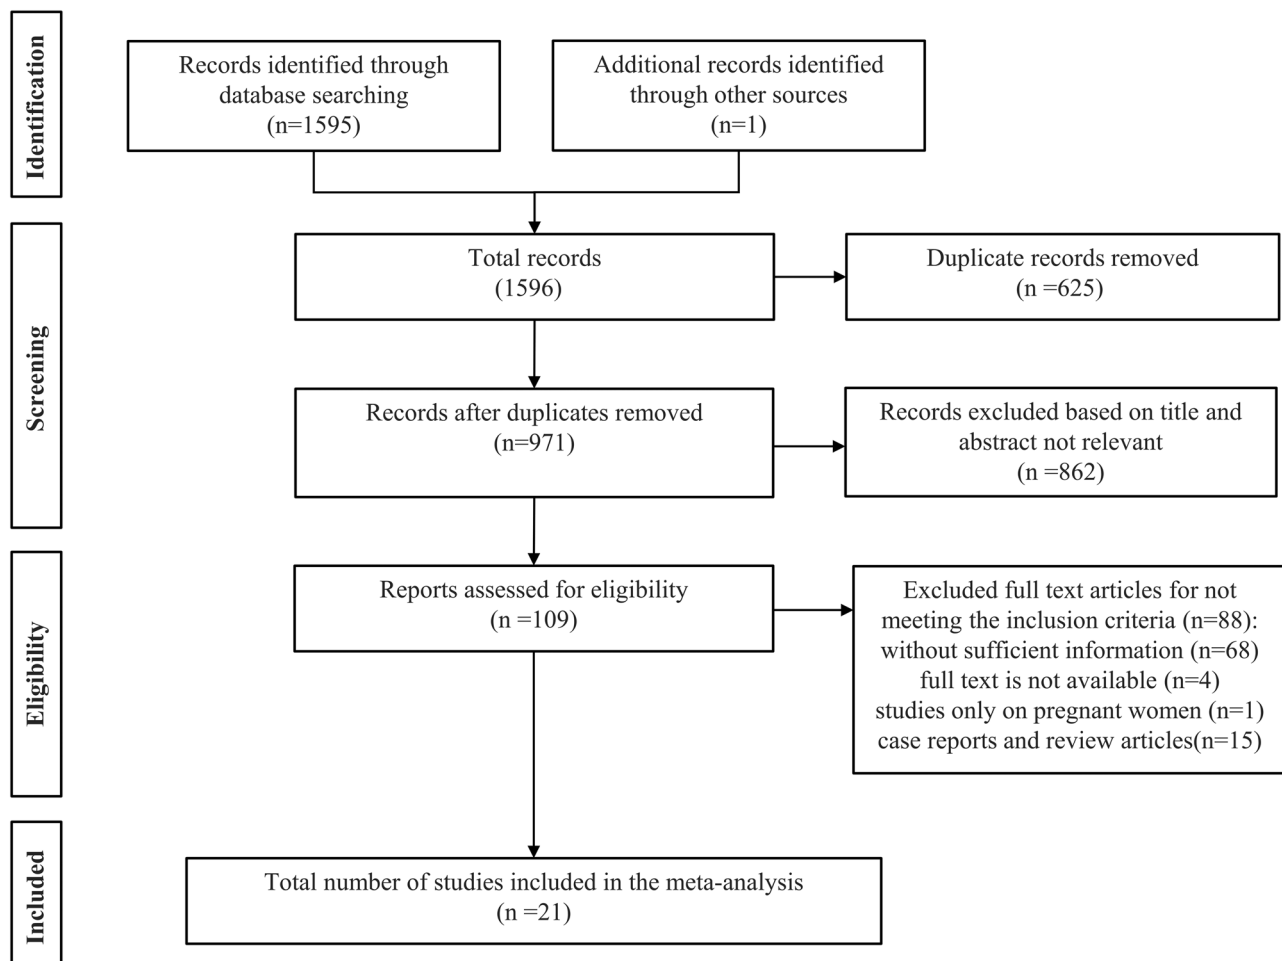 Identification
Records identified through
database searching
(n=1595)
Additional records identified
through other sources
(n=1)
Screening
Total records
(1596)
Duplicate records removed
(n =625)
Records after duplicates removed
(n=971)
Records excluded based on title and
abstract not relevant
(n =862)
Eligibility
Reports assessed for eligibility
(n =109)
Excluded full text articles for not
meeting the inclusion criteria (n=88):
without sufficient information (n=68)
full text is not available (n=4)
studies only on pregnant women (n=1)
case reports and review articles(n=15)
Included
Total number of studies included in the meta-analysis
(n =21)